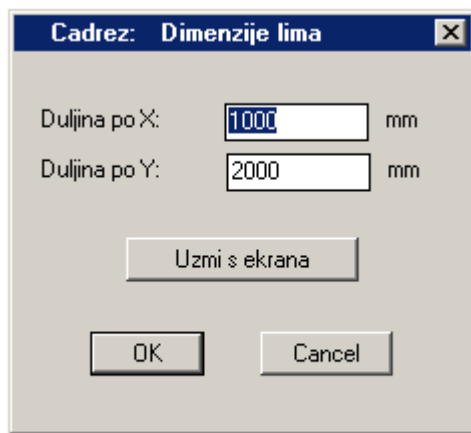 Cadrez: Dimenzije lima
Duljina po X: 1000 mm
Duljina po Y: 2000 mm
Uzmi s ekrana
OK Cancel